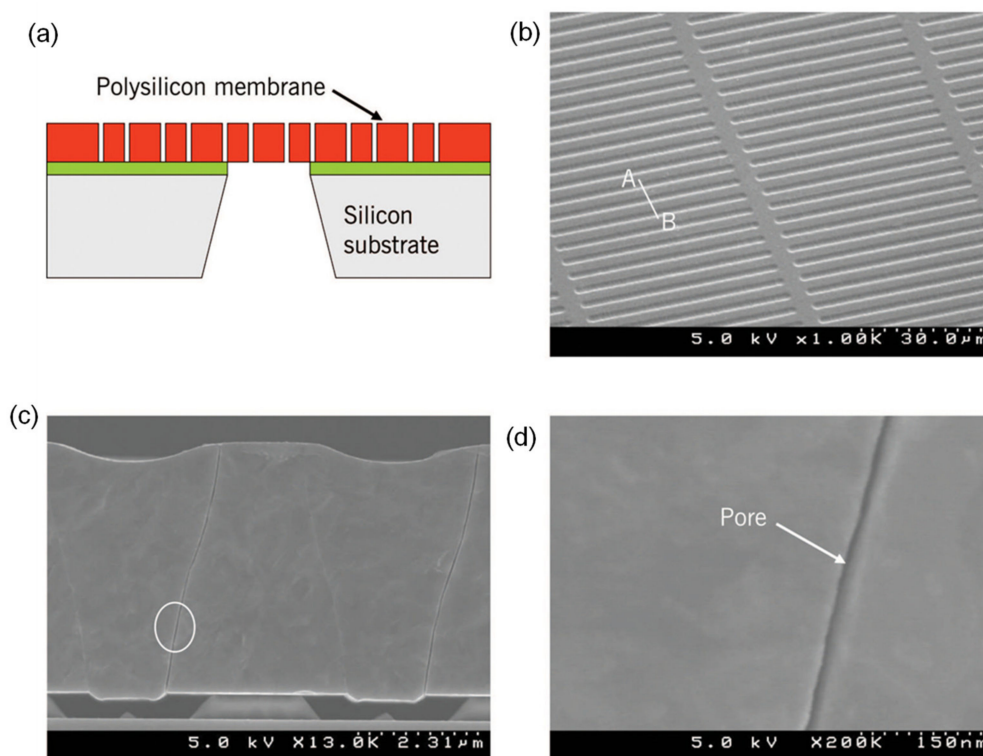 (a)
Polysilicon membrane
Silicon
substrate
(b)
A
B
5.0 kV x1.00K 30.0μm
(c)
5.0 kV X13.0K 2.31μm
(d)
Pore
5.0 kV X200K 150nm